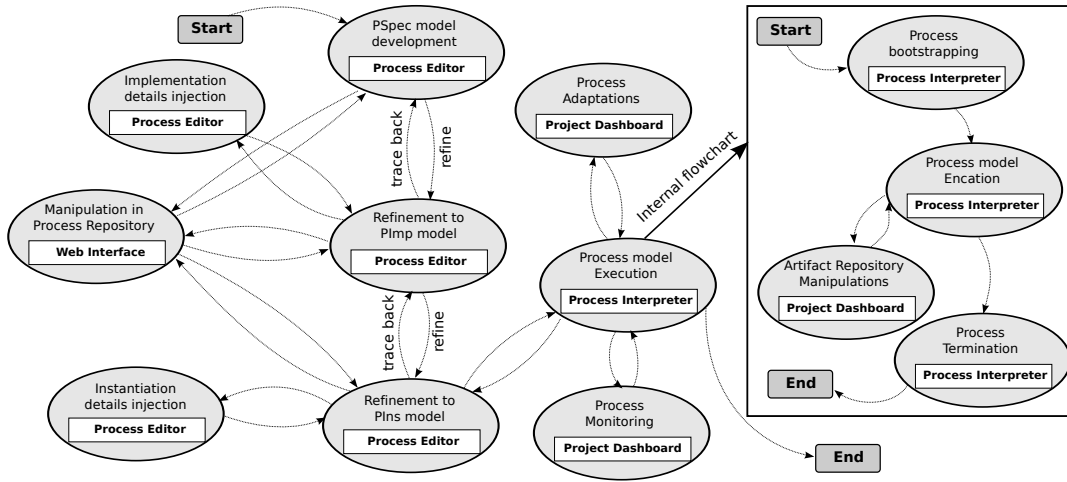 Start
PSpec model
development
Process Editor
Implementation
details injection
Process Editor
trace back
refine
Manipulation in
Process Repository
Web Interface
Refinement to
PImp model
Process Editor
trace back
refine
Instantiation
details injection
Process Editor
Refinement to
PIns model
Process Editor
Process
Adaptations
Project Dashboard
Process model
Execution
Process Interpreter
Process
Monitoring
Project Dashboard
End
Internal flowchart
Start
Process
bootstrapping
Process Interpreter
Process model
Encation
Process Interpreter
Artifact Repository
Manipulations
Project Dashboard
Process
Termination
Process Interpreter
End